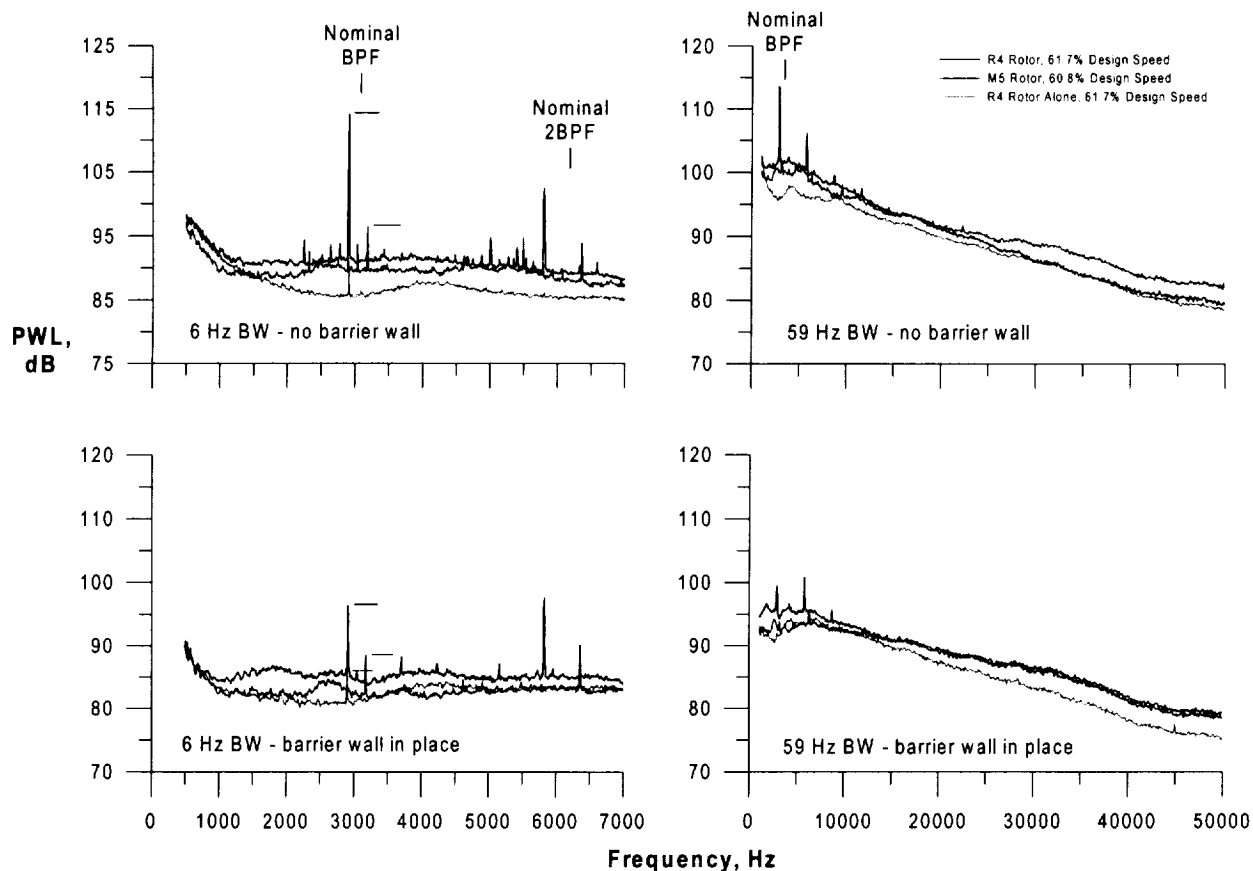 Nominal
BPF
Nominal
2BPF
125
115
105
95
85
75
6 Hz BW - no barrier wall
PWL,
dB
Nominal
BPF
R4 Rotor, 61 7% Design Speed
M5 Rotor, 60 8% Design Speed
R4 Rotor Alone, 61 7% Design Speed
120
110
100
90
80
70
59 Hz BW - no barrier wall
120
110
100
90
80
70
6 Hz BW - barrier wall in place
0 1000 2000 3000 4000 5000 6000 7000
120
110
100
90
80
70
59 Hz BW - barrier wall in place
0 10000 20000 30000 40000 50000
Frequency, Hz